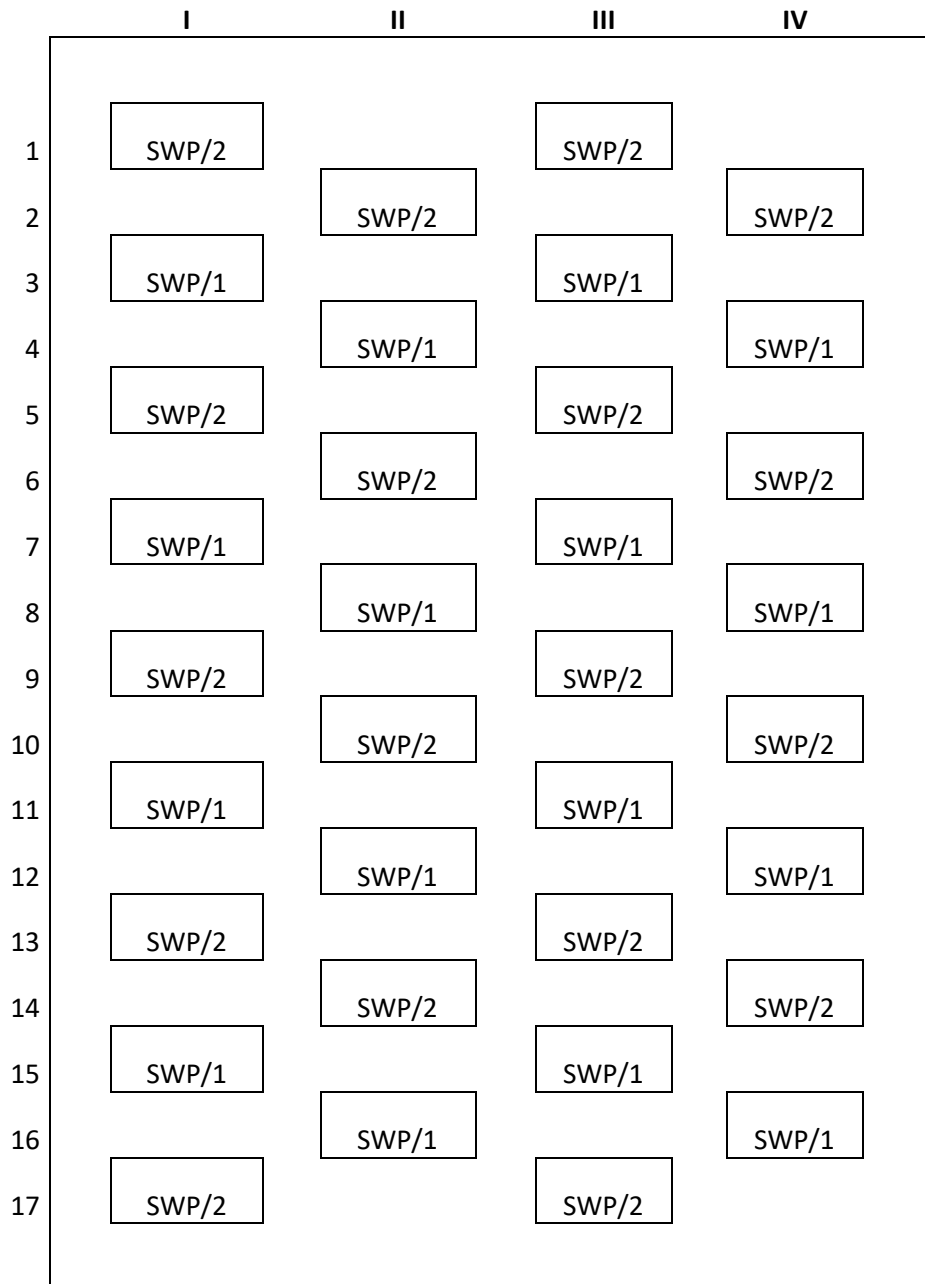 I II III IV
1 SWP/2 SWP/2
2 SWP/2 SWP/2
3 SWP/1 SWP/1
4 SWP/1 SWP/1
5 SWP/2 SWP/2
6 SWP/2 SWP/2
7 SWP/1 SWP/1
8 SWP/1 SWP/1
9 SWP/2 SWP/2
10 SWP/2 SWP/2
11 SWP/1 SWP/1
12 SWP/1 SWP/1
13 SWP/2 SWP/2
14 SWP/2 SWP/2
15 SWP/1 SWP/1
16 SWP/1 SWP/1
17 SWP/2 SWP/2